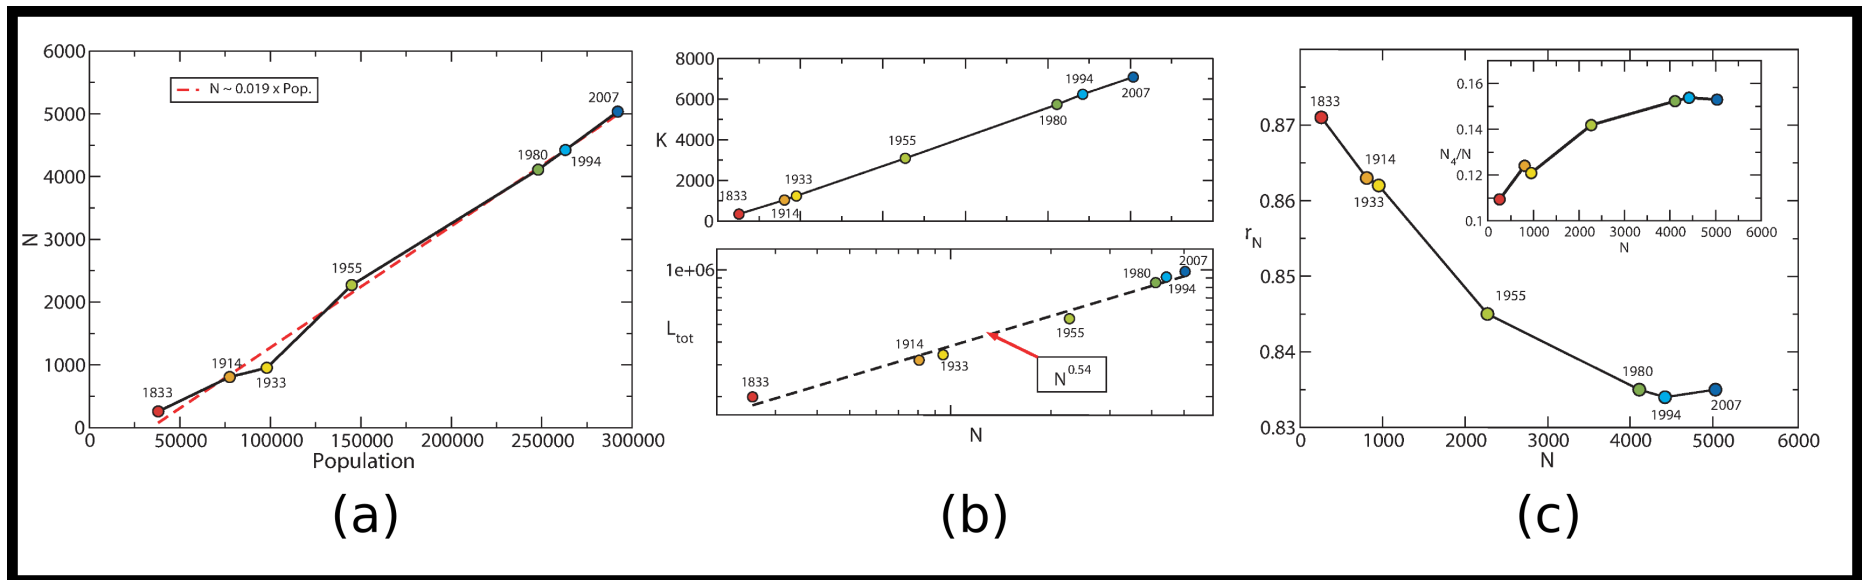 6000
5000
4000
3000
2000
1000
0
N
N ~ 0.019 x Pop.
1833
1914
1933
1955
1980
1994
2007
0 50000 100000 150000 200000 250000 300000
Population
(a)
8000
6000
4000
2000
0
K
1833
1914
1933
1955
1980
1994
2007
1e+06
L_tot
1833
1914
1933
1955
1980
1994
2007
N^0.54
N
(b)
0.87
0.86
0.85
0.84
0.83
r_N
1833
1914
1933
1955
1980
1994
2007
0 1000 2000 3000 4000 5000 6000
N
0.16
0.14
0.12
0.1
N_4/N
0 1000 2000 3000 4000 5000 6000
N
(c)